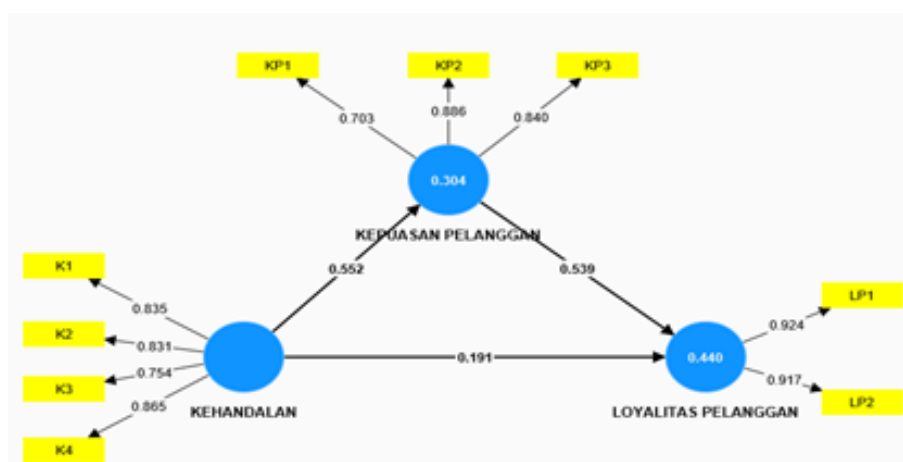 KP1
KP2
KP3
0.703
0.886
0.840
0.304
KEPUASAN PELANGGAN
K1
0.552
0.539
0.835
LP1
K2
0.831
0.924
0.191
0.440
K3
0.754
0.917
0.865
KEHANDALAN
LOYALITAS PELANGGAN
LP2
K4